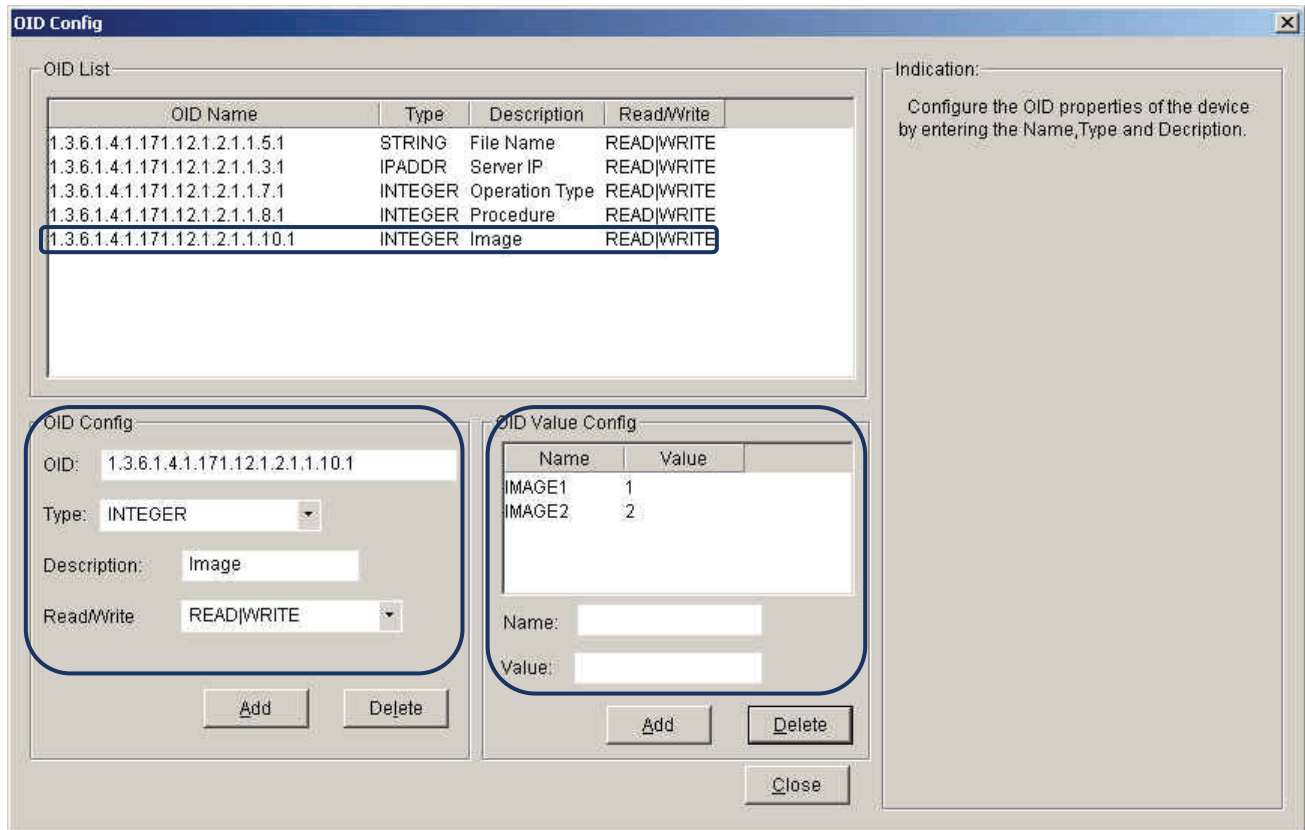 OID Config
OID List
OID Name Type Description Read/Write
1.3.6.1.4.1.171.12.1.2.1.1.5.1 STRING File Name READ|WRITE
1.3.6.1.4.1.171.12.1.2.1.1.3.1 IPADDR Server IP READ|WRITE
1.3.6.1.4.1.171.12.1.2.1.1.7.1 INTEGER Operation Type READ|WRITE
1.3.6.1.4.1.171.12.1.2.1.1.8.1 INTEGER Procedure READ|WRITE
1.3.6.1.4.1.171.12.1.2.1.1.10.1 INTEGER Image READ|WRITE
OID Config
OID: 1.3.6.1.4.1.171.12.1.2.1.1.10.1
Type: INTEGER
Description: Image
Read/Write READ|WRITE
Add Delete
OID Value Config
Name Value
IMAGE1 1
IMAGE2 2
Name:
Value:
Add Delete
Close
Indication:
Configure the OID properties of the device
by entering the Name,Type and Decription.